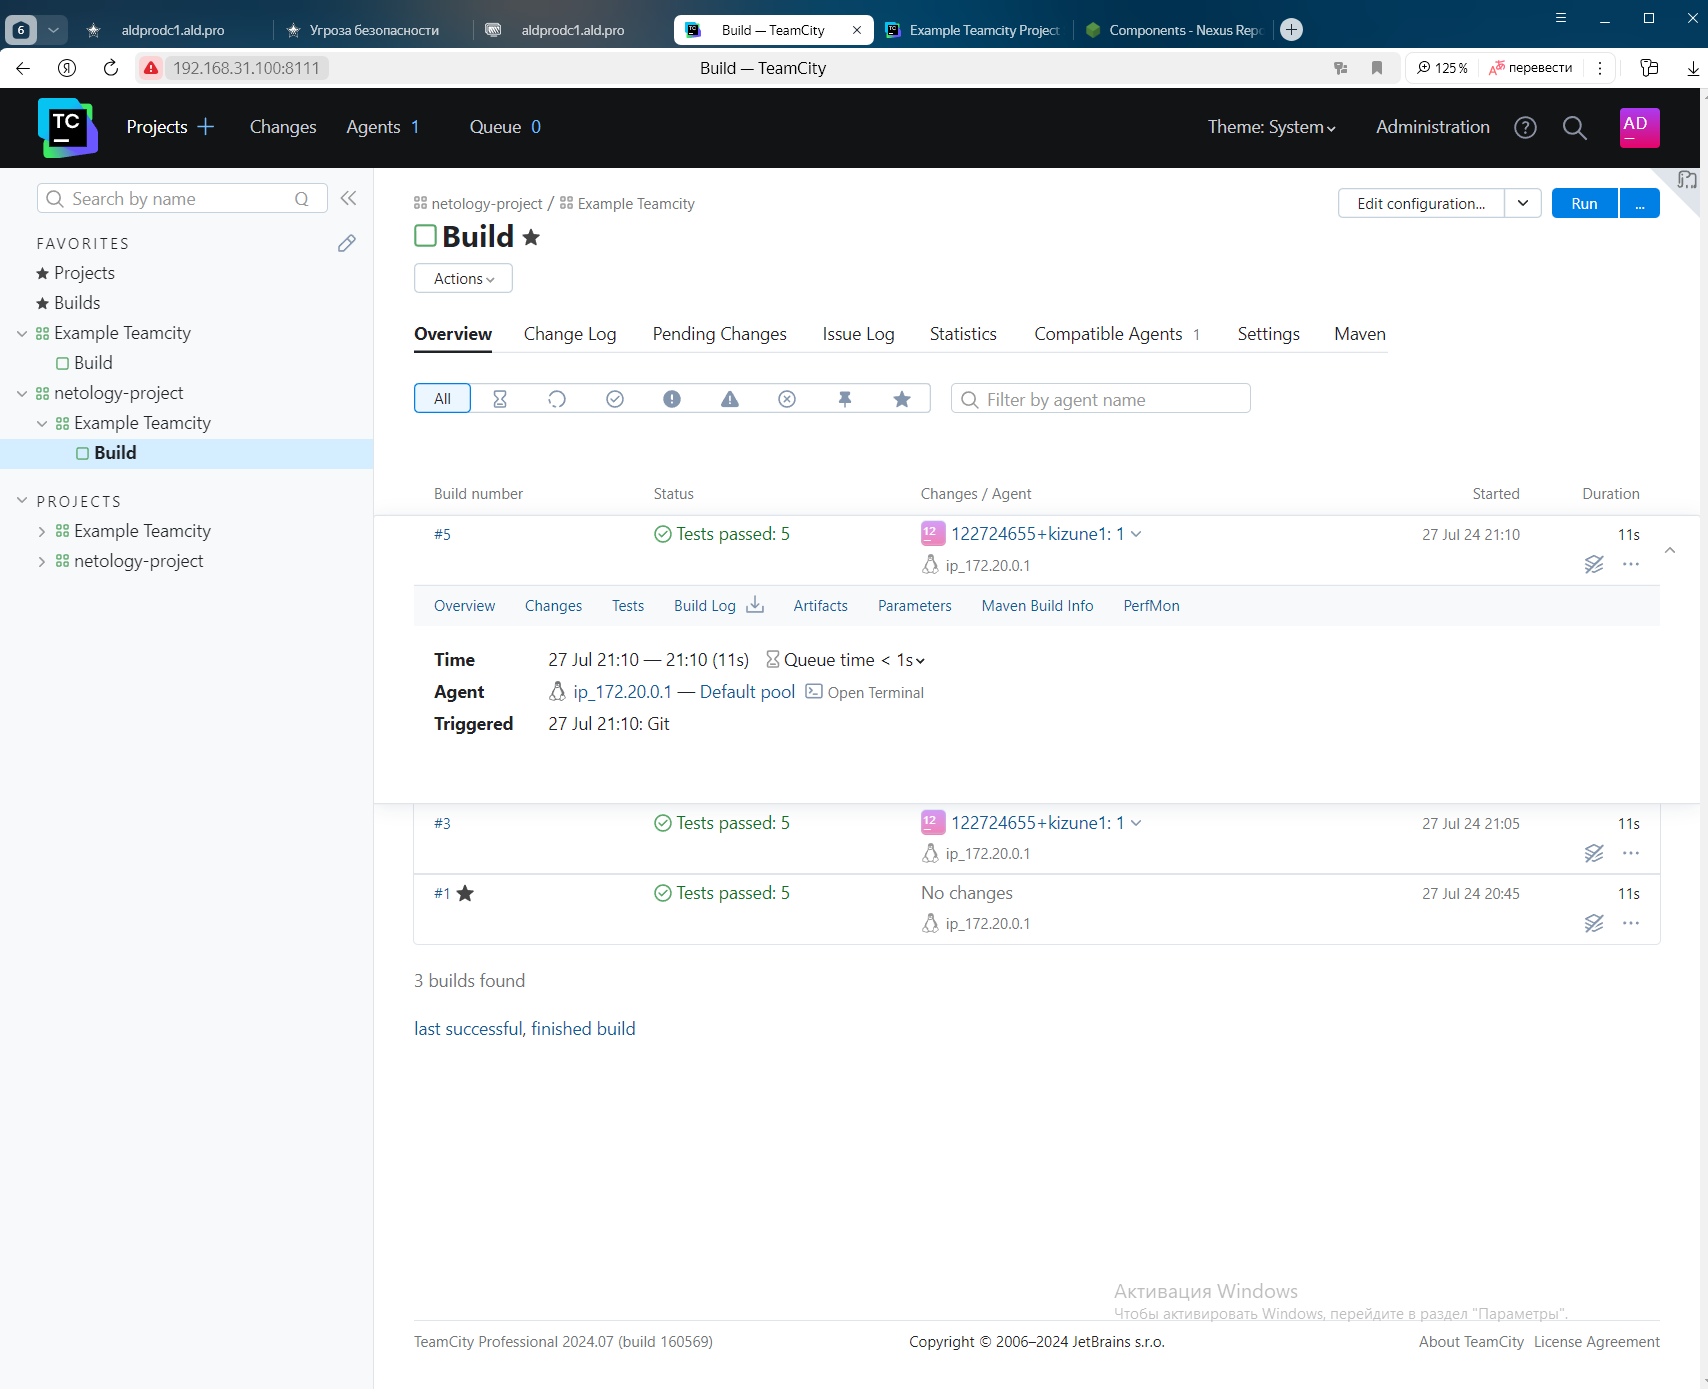 6
aldprodc1.ald.pro
Угроза безопасности
aldprodc1.ald.pro
Build — TeamCity
Example Teamcity Project
Components - Nexus Repo
192.168.31.100:8111
Build — TeamCity
125 %
перевести
TC
Projects
Changes
Agents 1
Queue 0
Theme: System
Administration
AD
Search by name
Q
FAVORITES
Projects
Builds
Example Teamcity
Build
netology-project
Example Teamcity
Build
PROJECTS
Example Teamcity
netology-project
netology-project / Example Teamcity
Build
Edit configuration...
Run
...
Actions
Overview
Change Log
Pending Changes
Issue Log
Statistics
Compatible Agents 1
Settings
Maven
All
Filter by agent name
Build number
Status
Changes / Agent
Started
Duration
#5
Tests passed: 5
12
122724655+kizune1: 1
27 Jul 24 21:10
11s
ip_172.20.0.1
Overview
Changes
Tests
Build Log
Artifacts
Parameters
Maven Build Info
PerfMon
Time
27 Jul 21:10 — 21:10 (11s)
Queue time < 1s
Agent
ip_172.20.0.1 — Default pool
Open Terminal
Triggered
27 Jul 21:10: Git
#3
Tests passed: 5
12
122724655+kizune1: 1
27 Jul 24 21:05
11s
ip_172.20.0.1
#1
Tests passed: 5
No changes
27 Jul 24 20:45
11s
ip_172.20.0.1
3 builds found
last successful, finished build
Активация Windows
Чтобы активировать Windows, перейдите в раздел "Параметры".
TeamCity Professional 2024.07 (build 160569)
Copyright © 2006–2024 JetBrains s.r.o.
About TeamCity
License Agreement